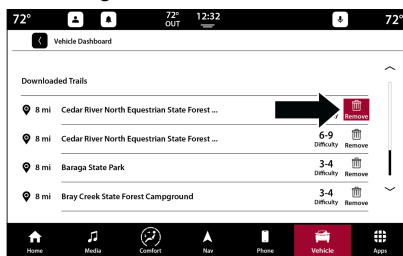 72°
72°
OUT
12:32
72°
Vehicle Dashboard
Downloaded Trails
8 mi Cedar River North Equestrian State Forest ... Remove
8 mi Cedar River North Equestrian State Forest ... 6-9 Difficulty Remove
8 mi Baraga State Park 3-4 Difficulty Remove
8 mi Bray Creek State Forest Campground 3-4 Difficulty Remove
Home Media Comfort Nav Phone Vehicle Apps